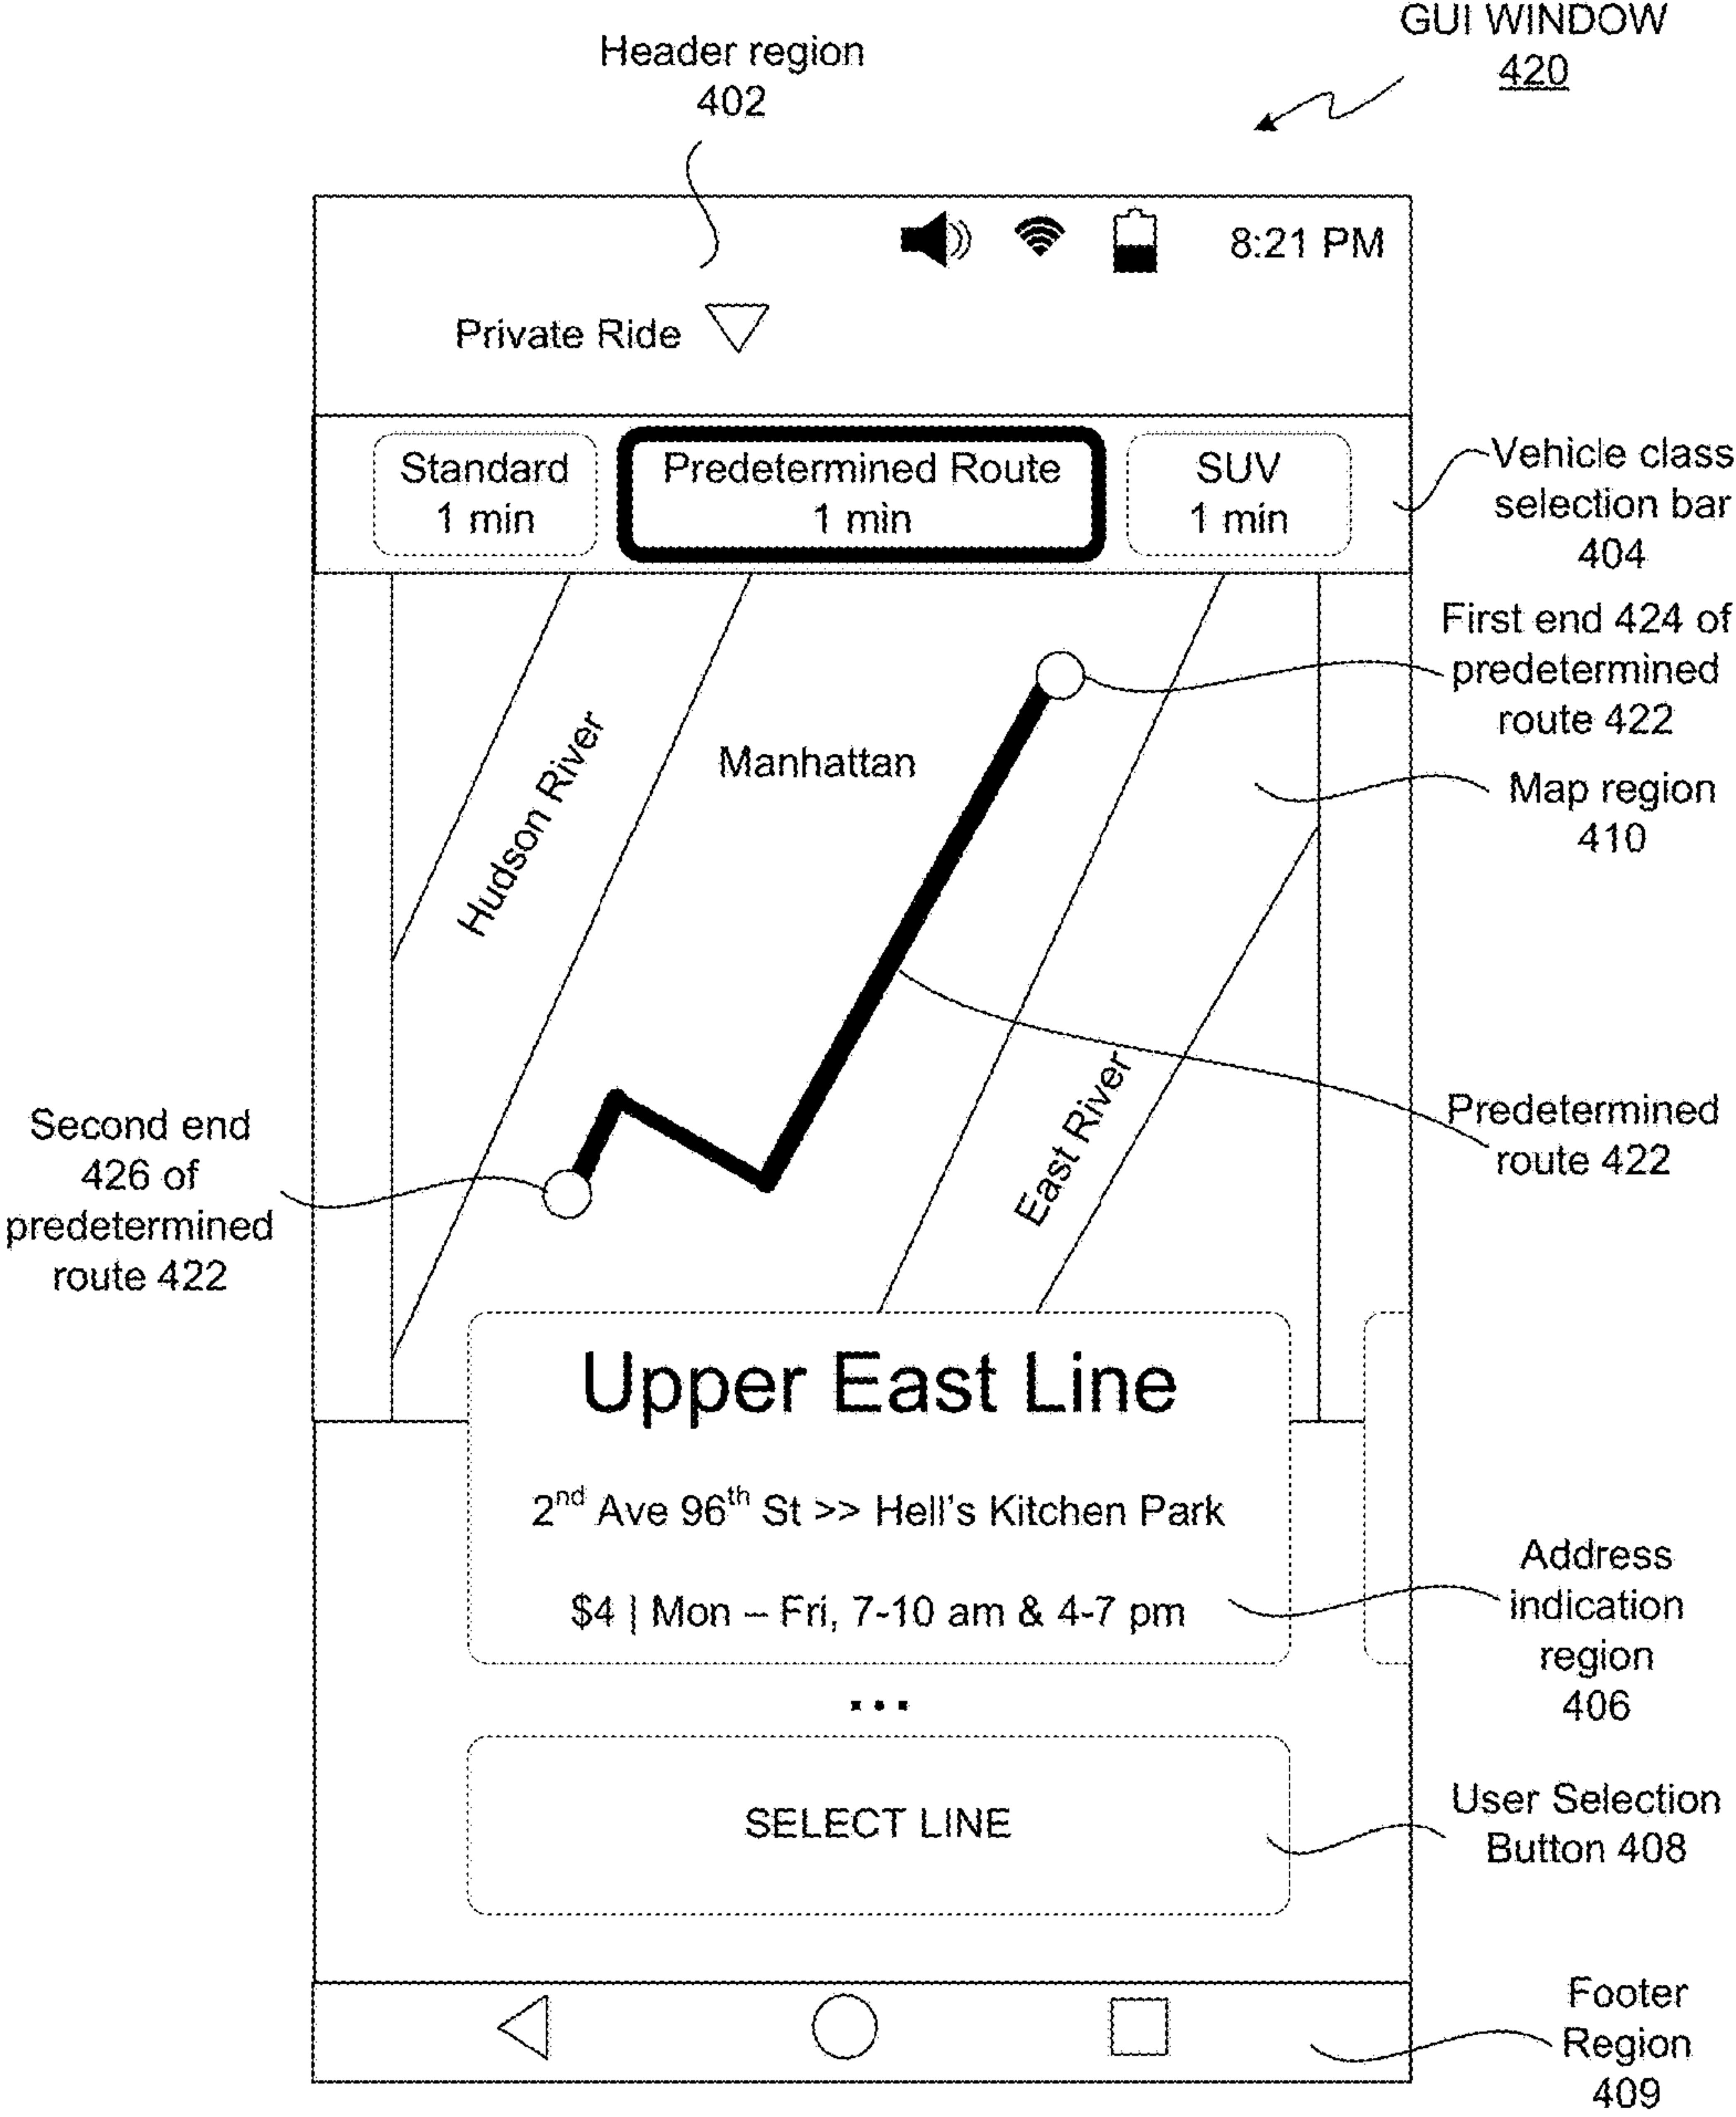 GUI WINDOW
420
Header region
402
8:21 PM
Private Ride
Standard
1 min
Predetermined Route
1 min
SUV
1 min
Vehicle class
selection bar
404
First end 424 of
predetermined
route 422
Hudson River
Manhattan
Map region
410
East River
Predetermined
route 422
Second end
426 of
predetermined
route 422
Upper East Line
2nd Ave 96th St >> Hell's Kitchen Park
$4 | Mon – Fri, 7-10 am & 4-7 pm
Address
indication
region
406
...
SELECT LINE
User Selection
Button 408
Footer
Region
409